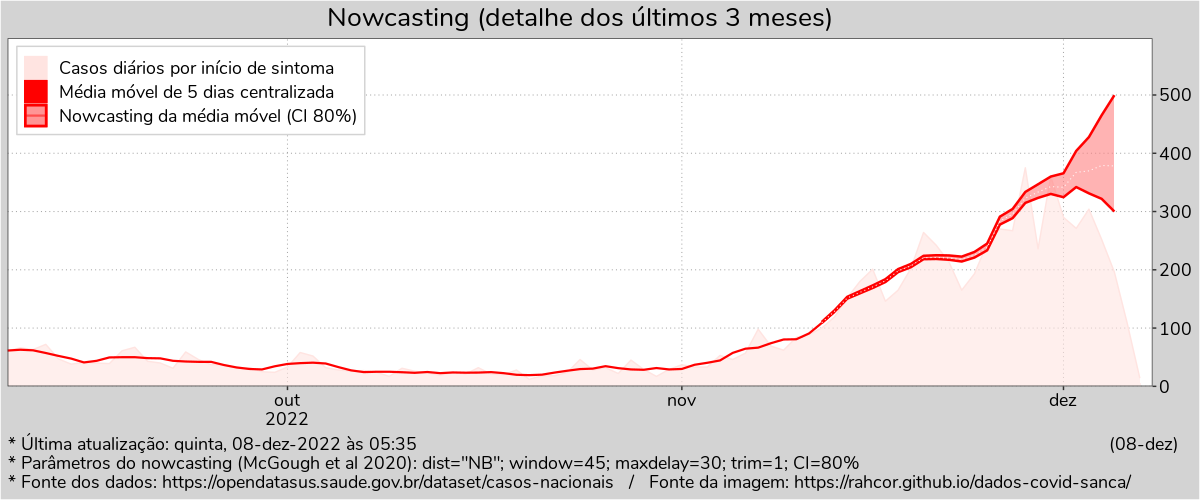 Nowcasting (detalhe dos últimos 3 meses)
Casos diários por início de sintoma
Média móvel de 5 dias centralizada
Nowcasting da média móvel (CI 80%)
500
400
300
200
100
0
out
2022
nov
dez
* Última atualização: quinta, 08-dez-2022 às 05:35
(08-dez)
* Parâmetros do nowcasting (McGough et al 2020): dist="NB"; window=45; maxdelay=30; trim=1; CI=80%
* Fonte dos dados: https://opendatasus.saude.gov.br/dataset/casos-nacionais / Fonte da imagem: https://rahcor.github.io/dados-covid-sanca/